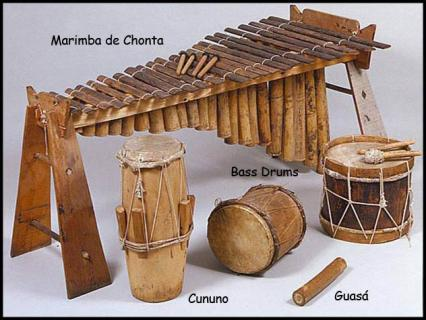 Marimba de Chonta
Bass Drums
Cununo
Guasá